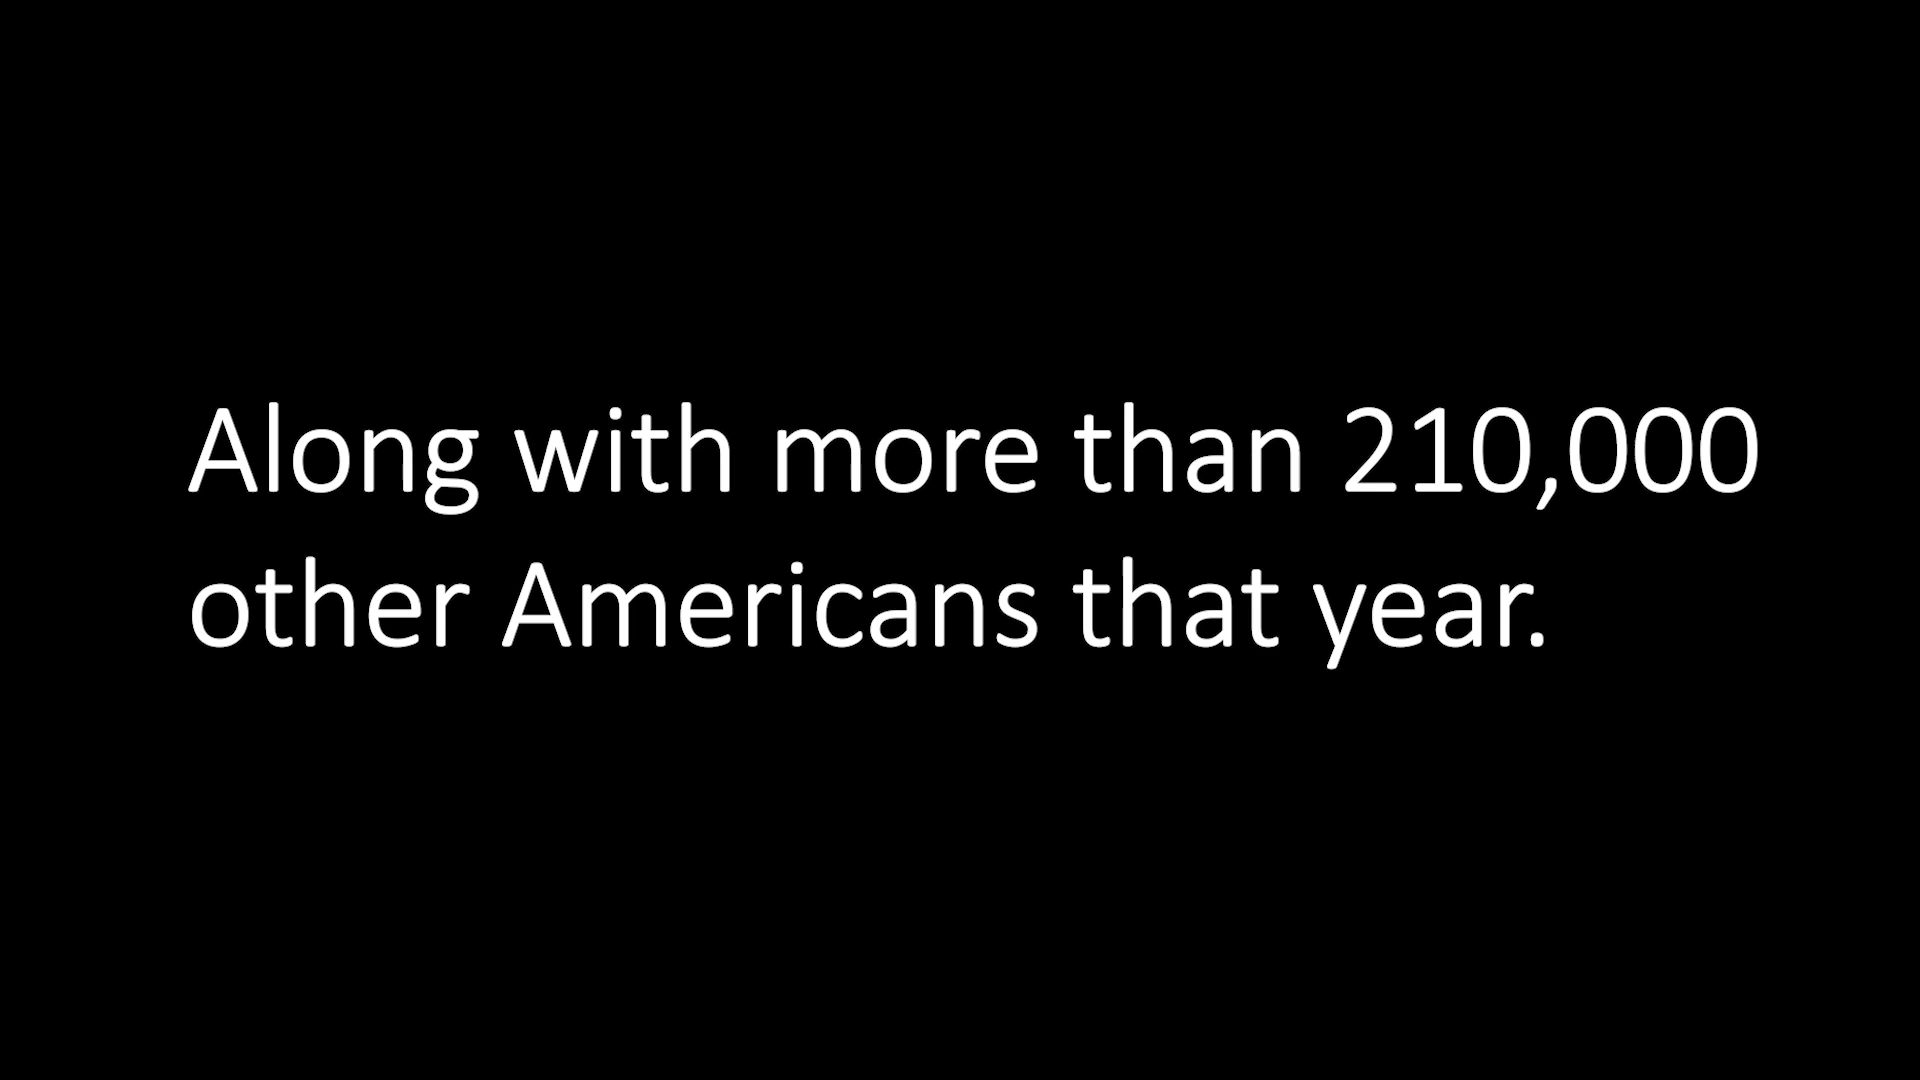 Along with more than 210,000
other Americans that year.